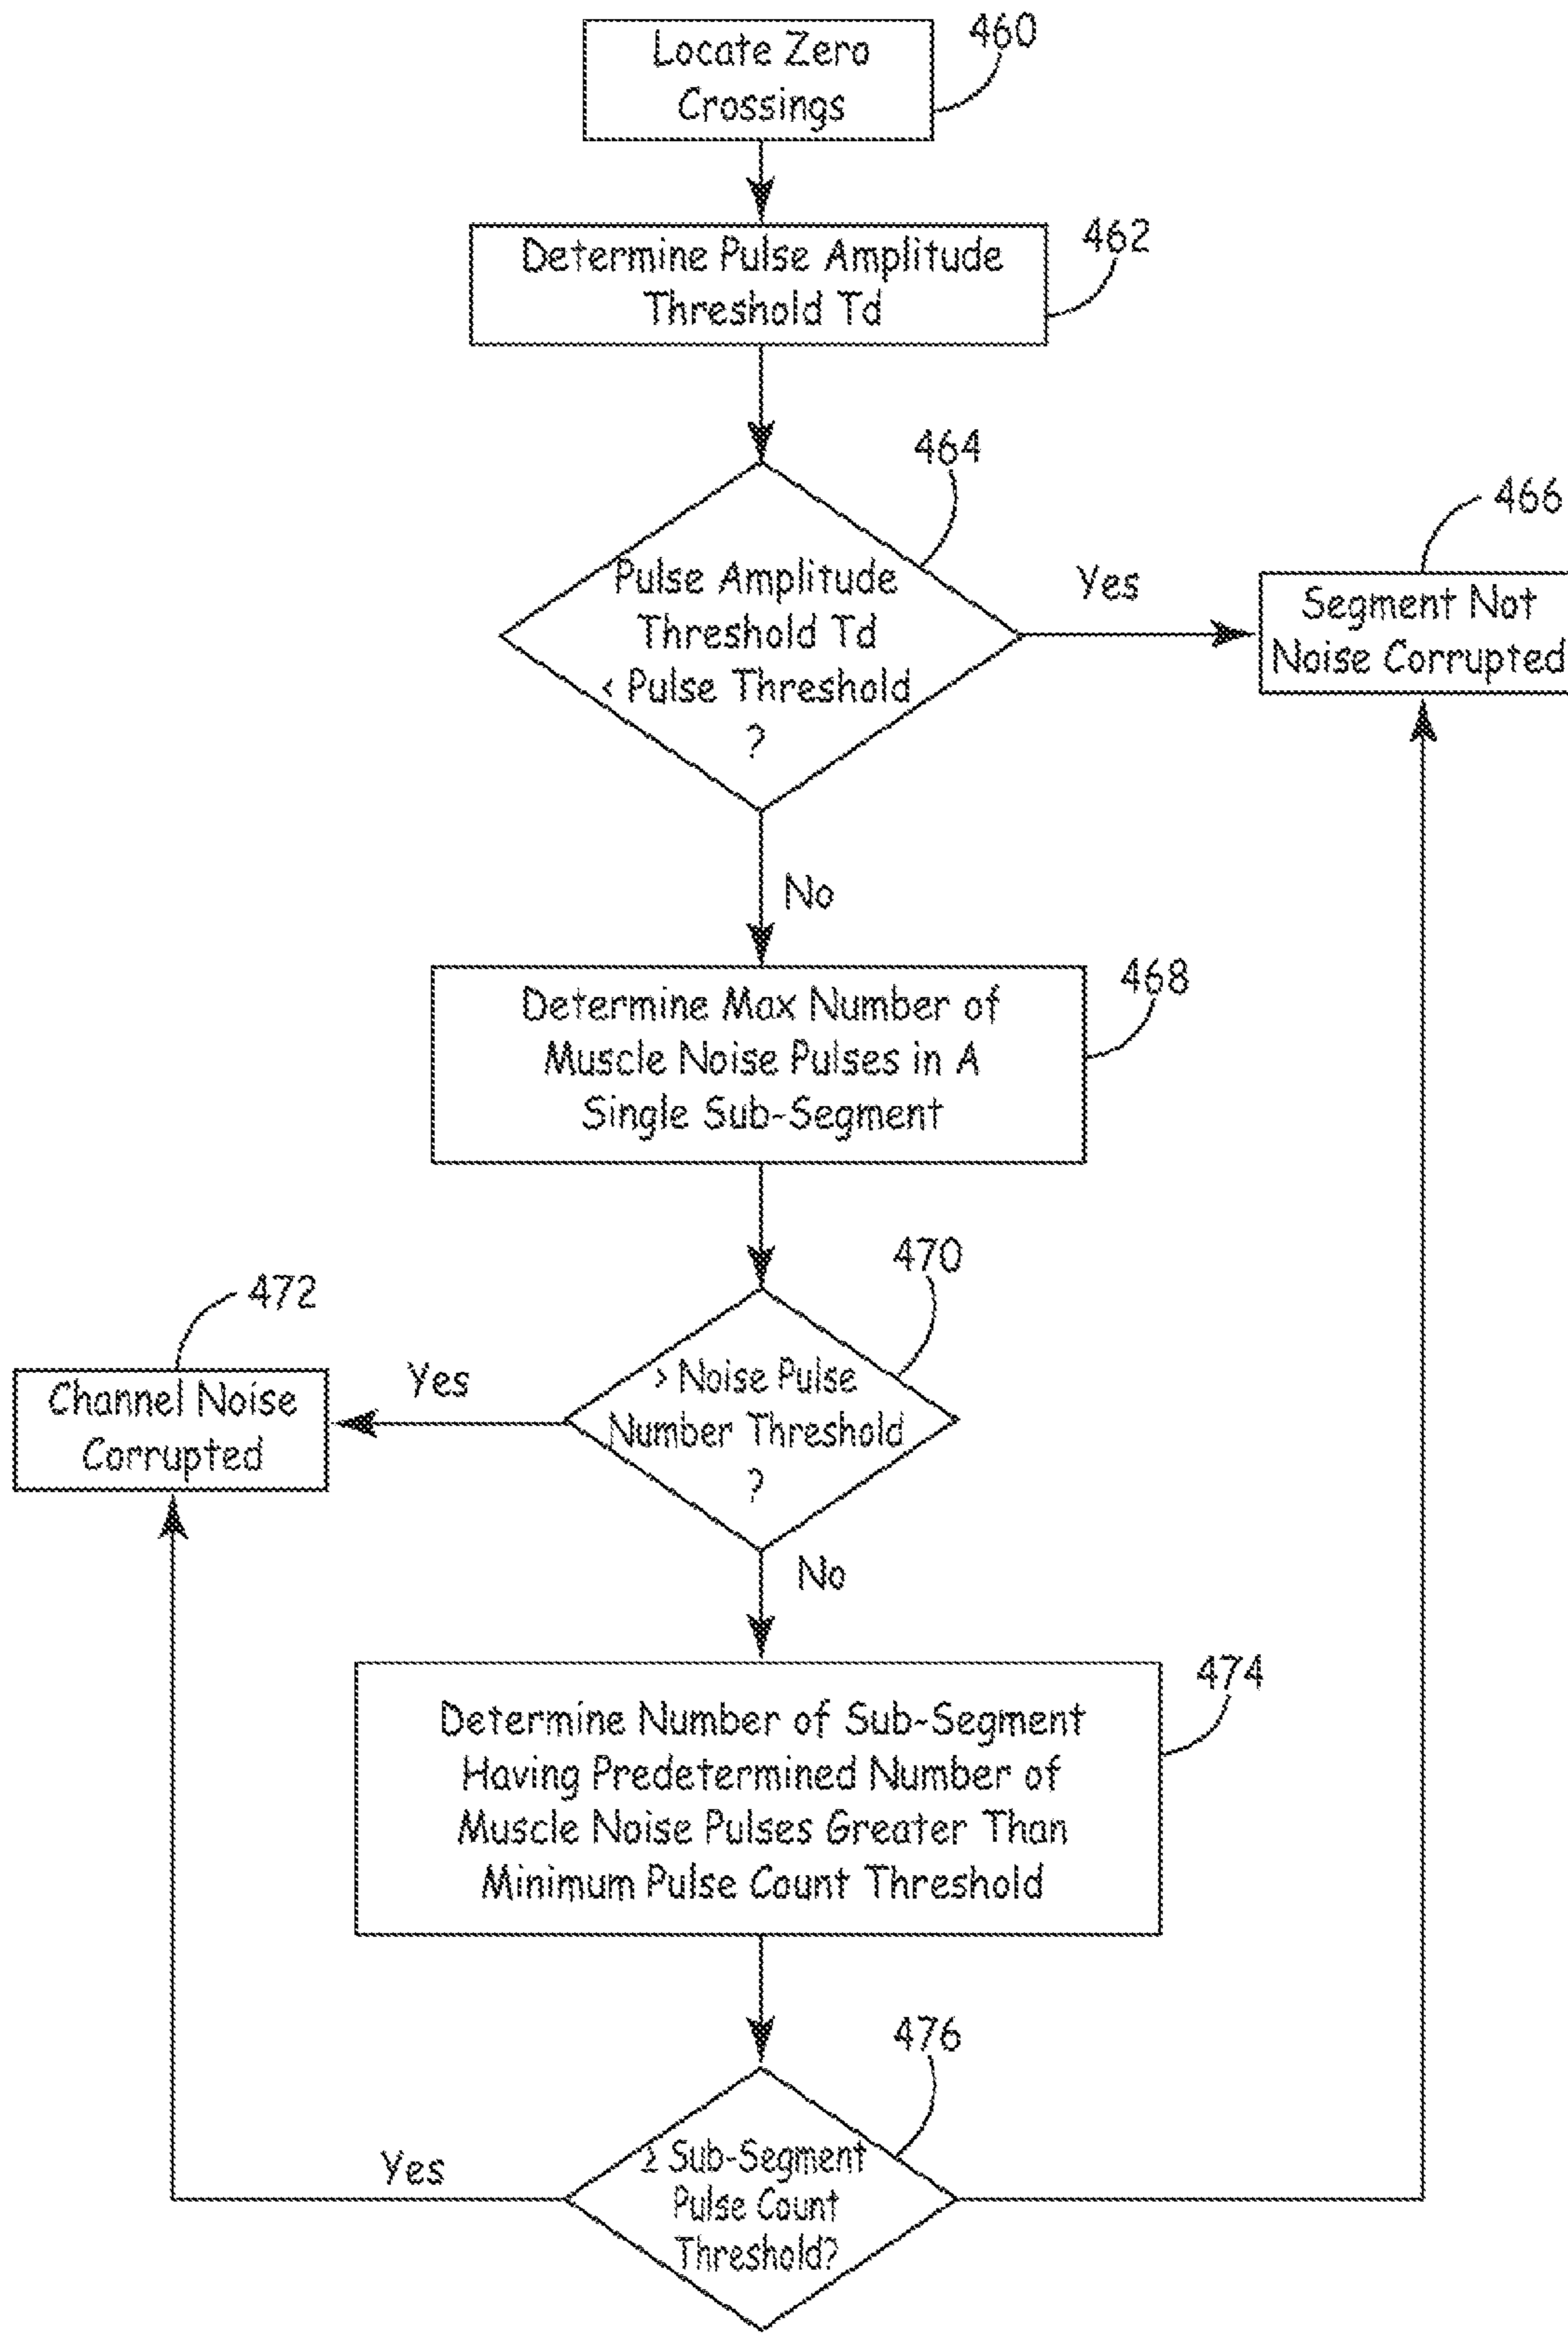 460
Locate Zero
Crossings
462
Determine Pulse Amplitude
Threshold Td
464
Pulse Amplitude
Threshold Td
< Pulse Threshold
?
Yes
466
Segment Not
Noise Corrupted
No
468
Determine Max Number of
Muscle Noise Pulses in A
Single Sub-Segment
470
> Noise Pulse
Number Threshold
?
Yes
472
Channel Noise
Corrupted
No
474
Determine Number of Sub-Segment
Having Predetermined Number of
Muscle Noise Pulses Greater Than
Minimum Pulse Count Threshold
476
≥ Sub-Segment
Pulse Count
Threshold?
Yes